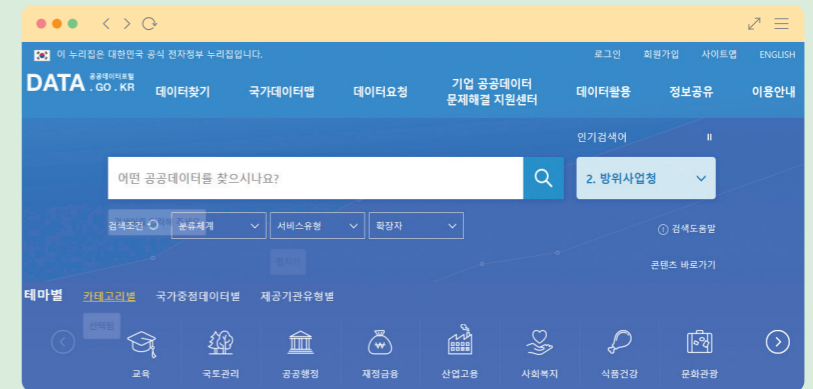 이 누리집은 대한민국 공식 전자정부 누리집입니다.
로그인 회원가입 사이트맵 ENGLISH
DATA 공공데이터포털 .GO.KR
데이터찾기 국가데이터맵 데이터요청 기업 공공데이터 문제해결 지원센터 데이터활용 정보공유 이용안내
인기검색어
어떤 공공데이터를 찾으시나요?
2. 방위사업청
검색조건 분류체계 서비스유형 확장자
검색도움말
콘텐츠 바로가기
테마별 카테고리별 국가중점데이터별 제공기관유형별
선택됨
교육 국토관리 공공행정 재정금융 산업고용 사회복지 식품건강 문화관광